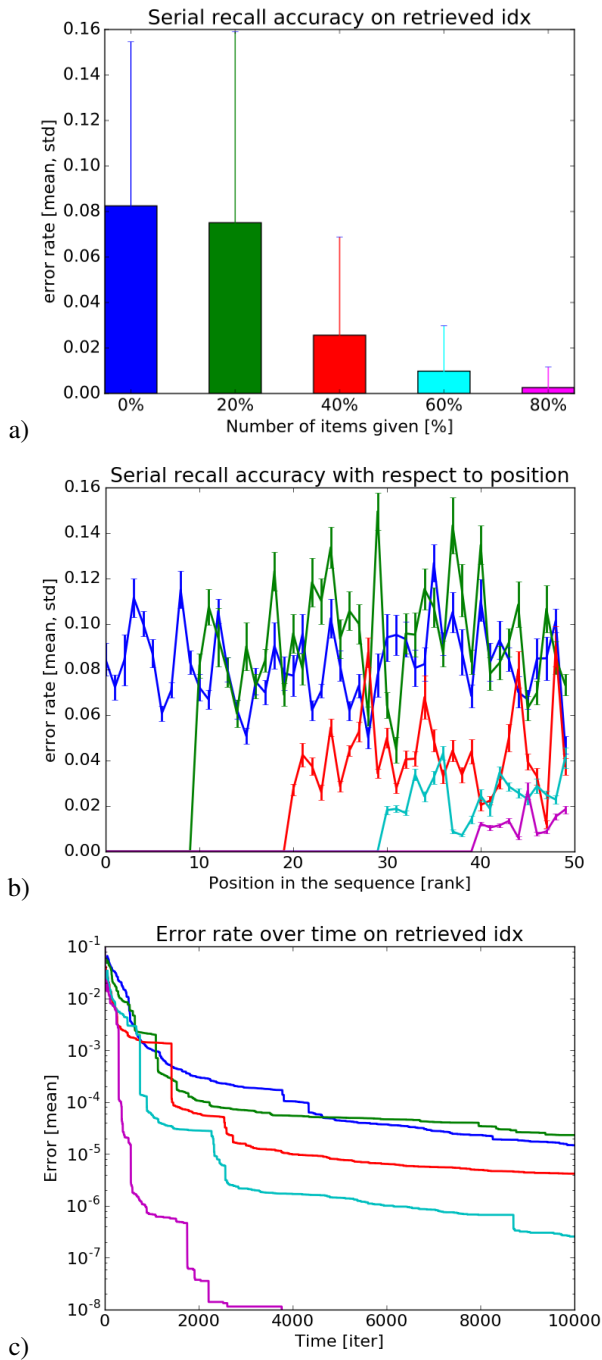 Serial recall accuracy on retrieved idx
error rate [mean, std]
0.16
0.14
0.12
0.10
0.08
0.06
0.04
0.02
0.00
0% 20% 40% 60% 80%
Number of items given [%]
a)
Serial recall accuracy with respect to position
error rate [mean, std]
0.16
0.14
0.12
0.10
0.08
0.06
0.04
0.02
0.00
0 10 20 30 40 50
Position in the sequence [rank]
b)
Error rate over time on retrieved idx
Error [mean]
10^-1
10^-2
10^-3
10^-4
10^-5
10^-6
10^-7
10^-8
0 2000 4000 6000 8000 10000
Time [iter]
c)